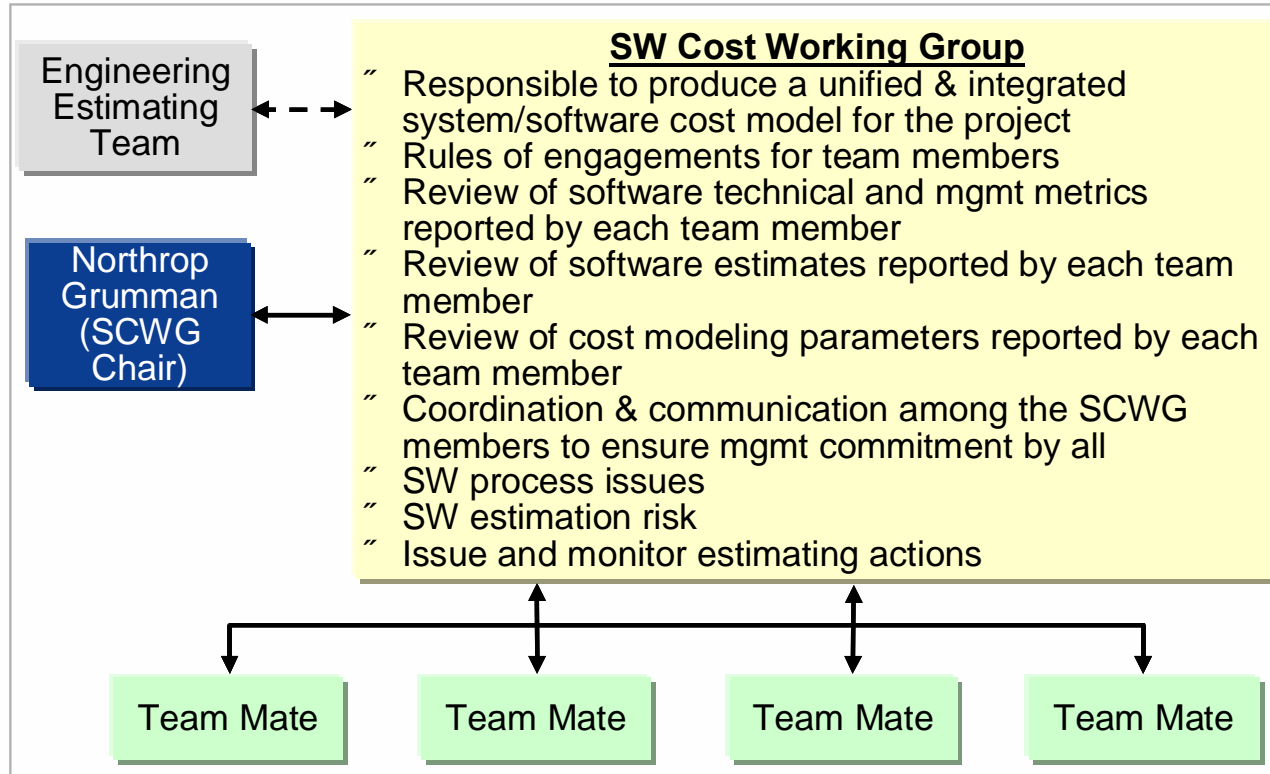 Engineering
Estimating
Team
Northrop
Grumman
(SCWG
Chair)
SW Cost Working Group
˝ Responsible to produce a unified & integrated
system/software cost model for the project
˝ Rules of engagements for team members
˝ Review of software technical and mgmt metrics
reported by each team member
˝ Review of software estimates reported by each team
member
˝ Review of cost modeling parameters reported by each
team member
˝ Coordination & communication among the SCWG
members to ensure mgmt commitment by all
˝ SW process issues
˝ SW estimation risk
˝ Issue and monitor estimating actions
Team Mate
Team Mate
Team Mate
Team Mate